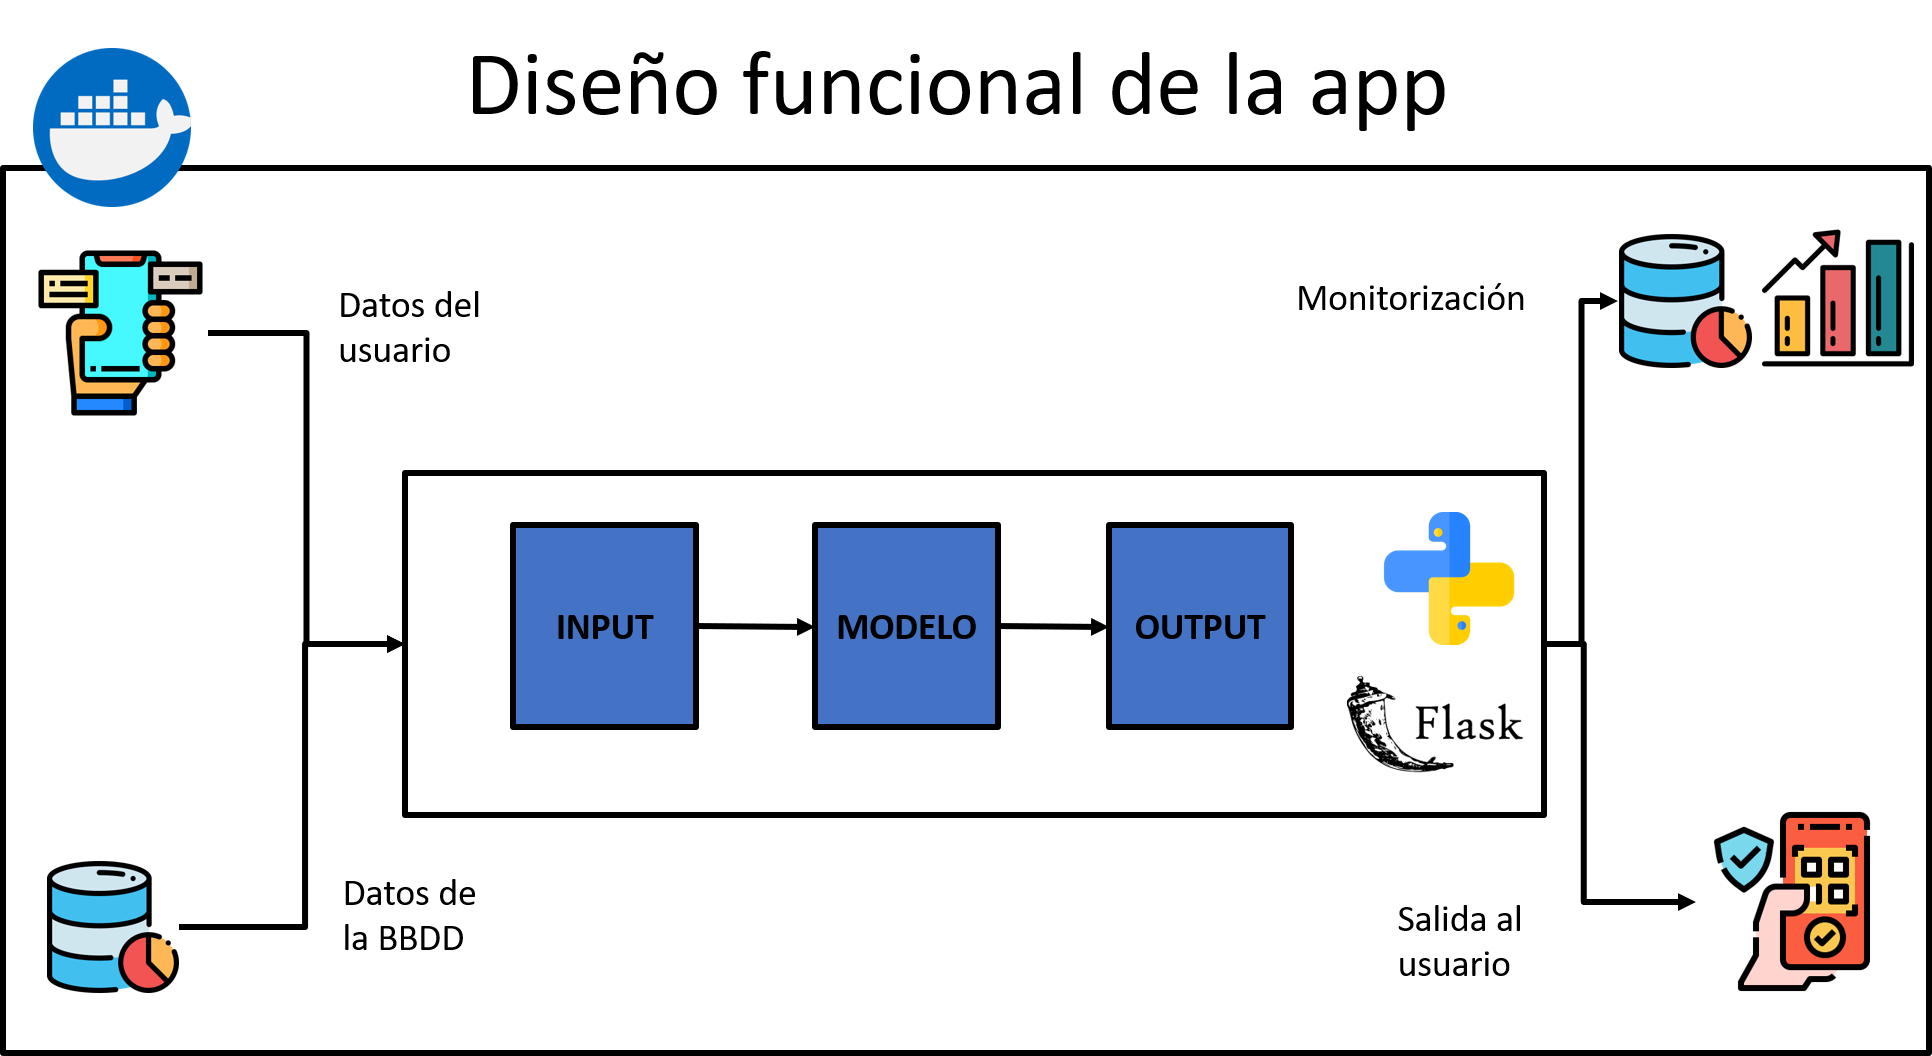 Diseño funcional de la app
Datos del
usuario
Monitorización
INPUT
MODELO
OUTPUT
Flask
Datos de
la BBDD
Salida al
usuario